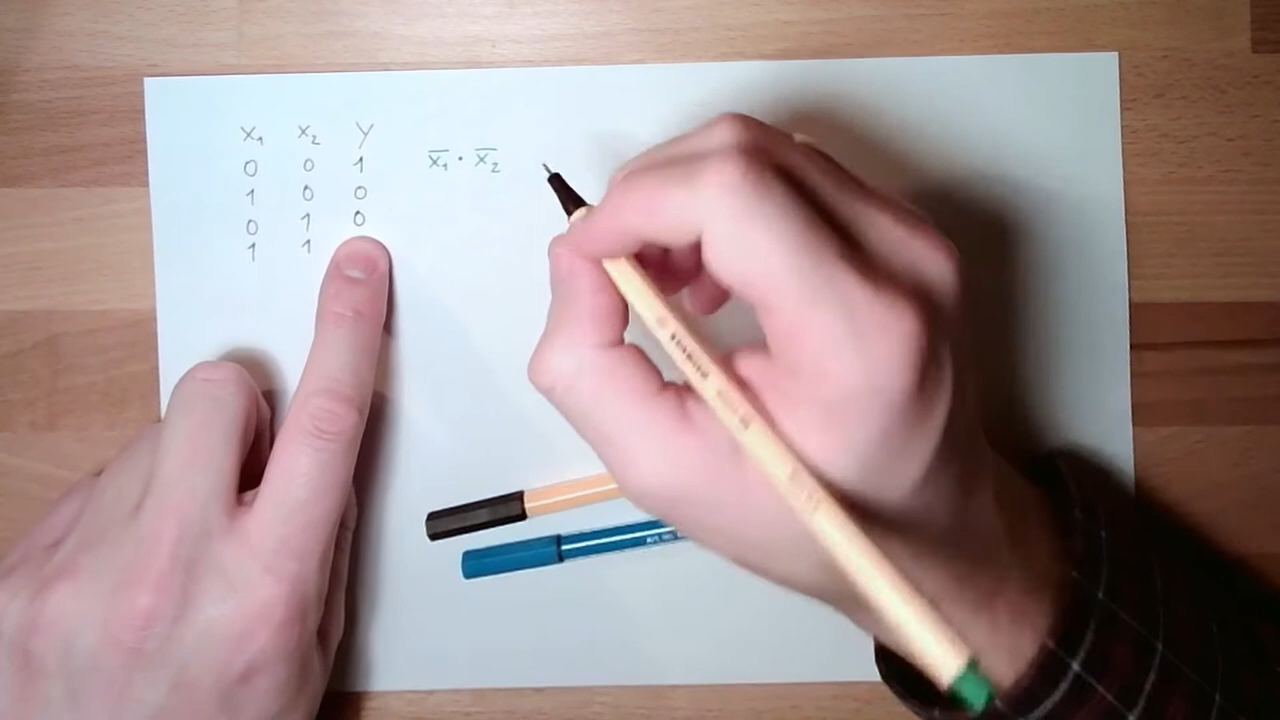 x₁ x₂ y
0 0 1 x̅₁ · x̅₂
1 0 0
0 1 0
1 1